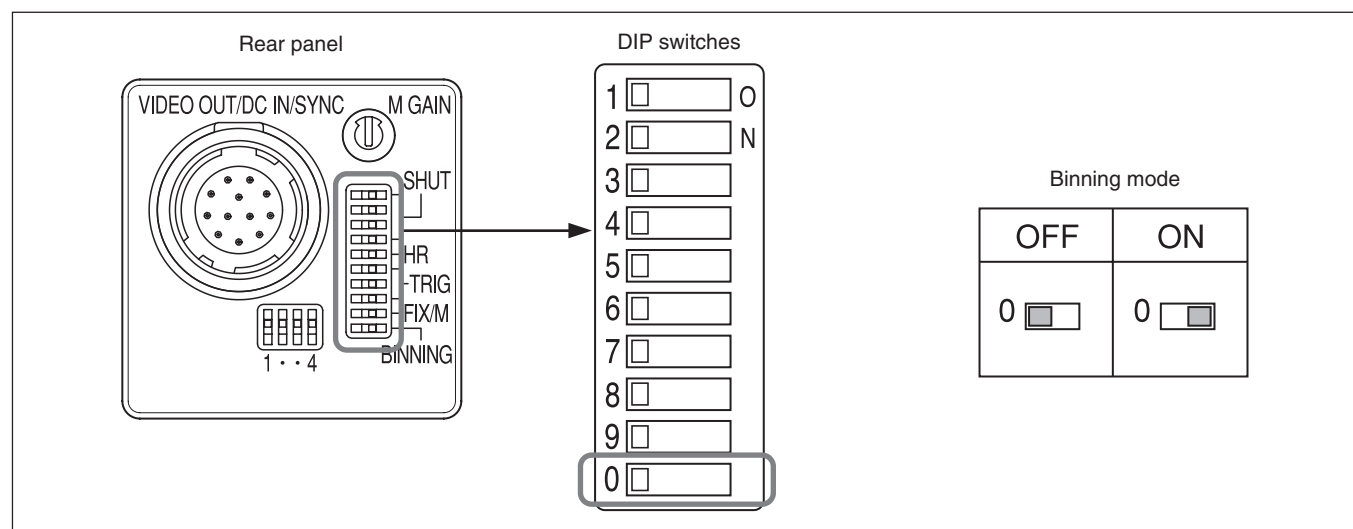 Rear panel
VIDEO OUT/DC IN/SYNC
M GAIN
SHUT
HR
TRIG
FIX/M
BINNING
1 · · 4
DIP switches
1 O
2 N
3
4
5
6
7
8
9
0
Binning mode
OFF ON
0 0